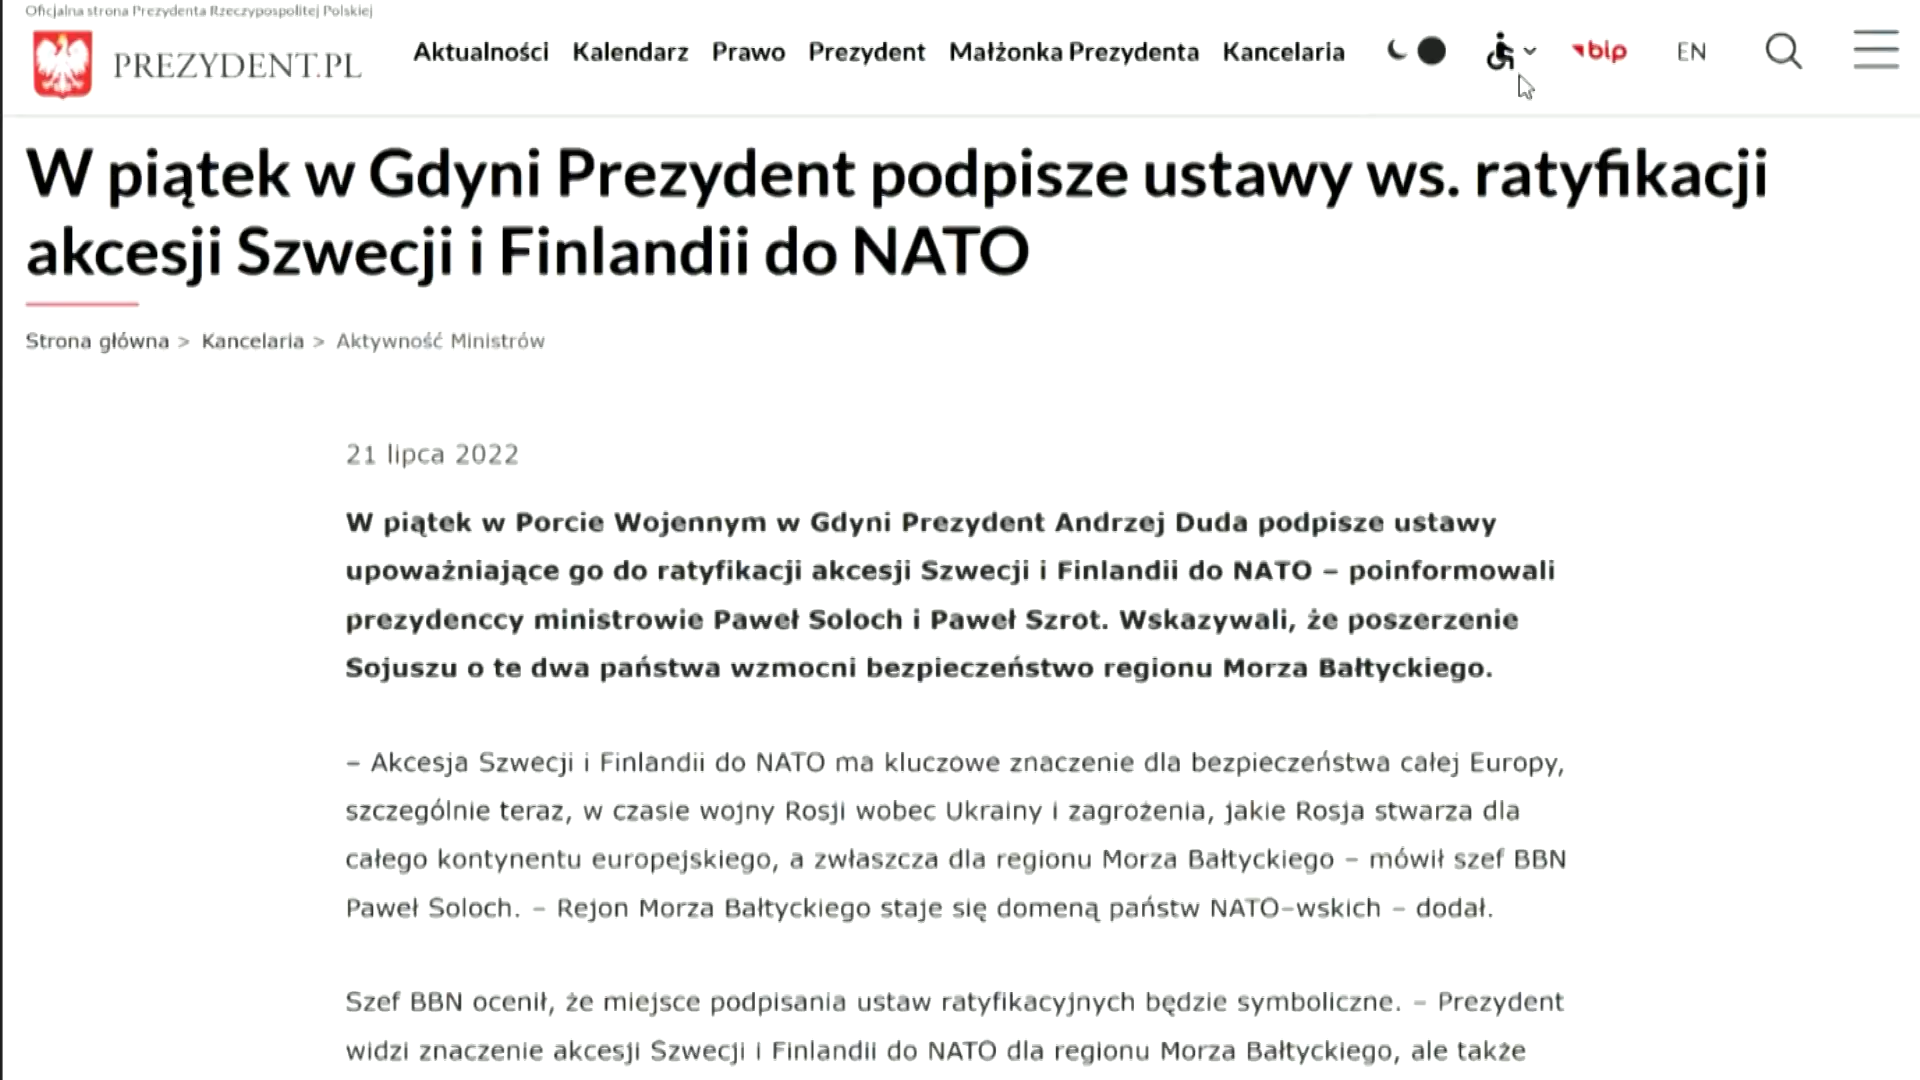 Oficjalna strona Prezydenta Rzeczypospolitej Polskiej
PREZYDENT.PL
Aktualności Kalendarz Prawo Prezydent Małżonka Prezydenta Kancelaria bip EN
W piątek w Gdyni Prezydent podpisze ustawy ws. ratyfikacji
akcesji Szwecji i Finlandii do NATO
Strona główna > Kancelaria > Aktywność Ministrów
21 lipca 2022
W piątek w Porcie Wojennym w Gdyni Prezydent Andrzej Duda podpisze ustawy
upoważniające go do ratyfikacji akcesji Szwecji i Finlandii do NATO – poinformowali
prezydenccy ministrowie Paweł Soloch i Paweł Szrot. Wskazywali, że poszerzenie
Sojuszu o te dwa państwa wzmocni bezpieczeństwo regionu Morza Bałtyckiego.
– Akcesja Szwecji i Finlandii do NATO ma kluczowe znaczenie dla bezpieczeństwa całej Europy,
szczególnie teraz, w czasie wojny Rosji wobec Ukrainy i zagrożenia, jakie Rosja stwarza dla
całego kontynentu europejskiego, a zwłaszcza dla regionu Morza Bałtyckiego – mówił szef BBN
Paweł Soloch. – Rejon Morza Bałtyckiego staje się domeną państw NATO-wskich – dodał.
Szef BBN ocenił, że miejsce podpisania ustaw ratyfikacyjnych będzie symboliczne. – Prezydent
widzi znaczenie akcesji Szwecji i Finlandii do NATO dla regionu Morza Bałtyckiego, ale także